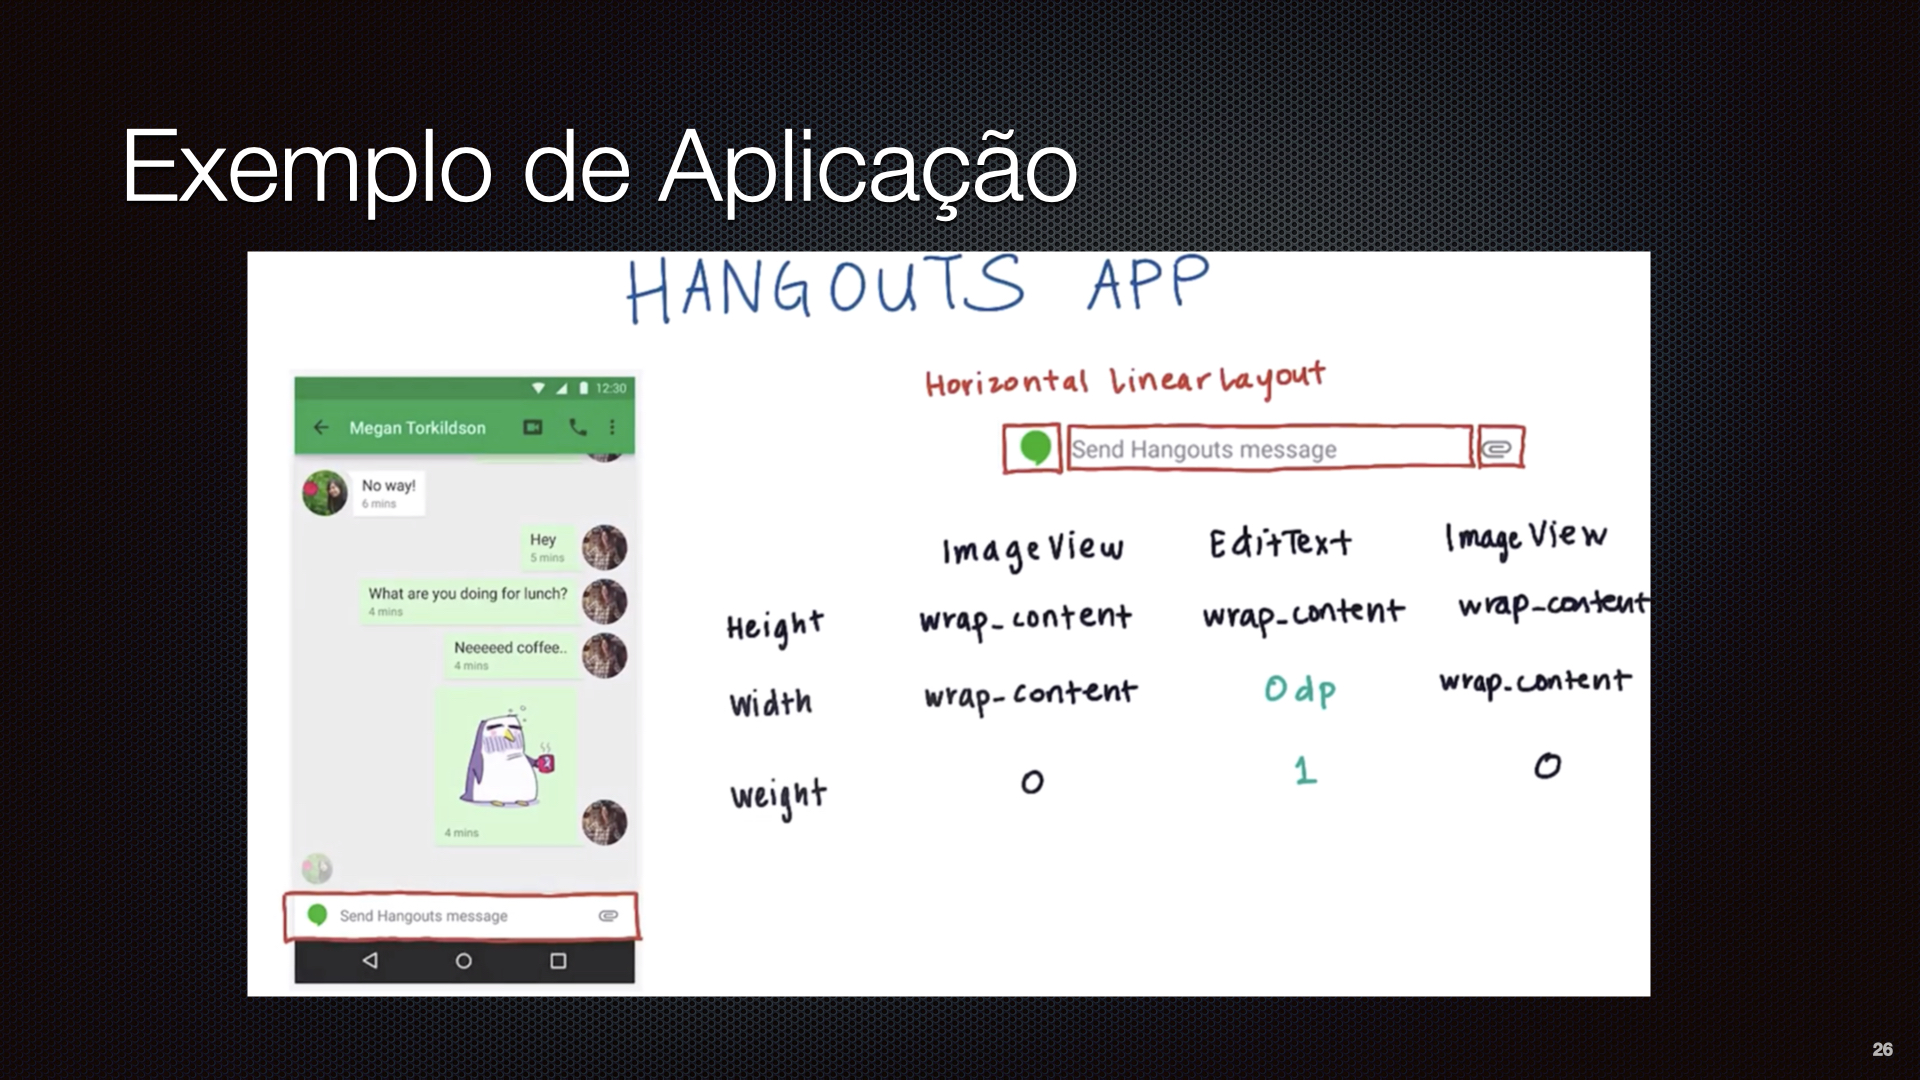 Exemplo de Aplicação
HANGOUTS APP
12:30
Megan Torkildson
No way!
6 mins
Hey
5 mins
What are you doing for lunch?
4 mins
Neeeeed coffee..
4 mins
4 mins
Send Hangouts message
Horizontal LinearLayout
Send Hangouts message
ImageView EditText ImageView
Height wrap_content wrap_content wrap_content
Width wrap_content 0dp wrap_content
Weight 0 1 0
26